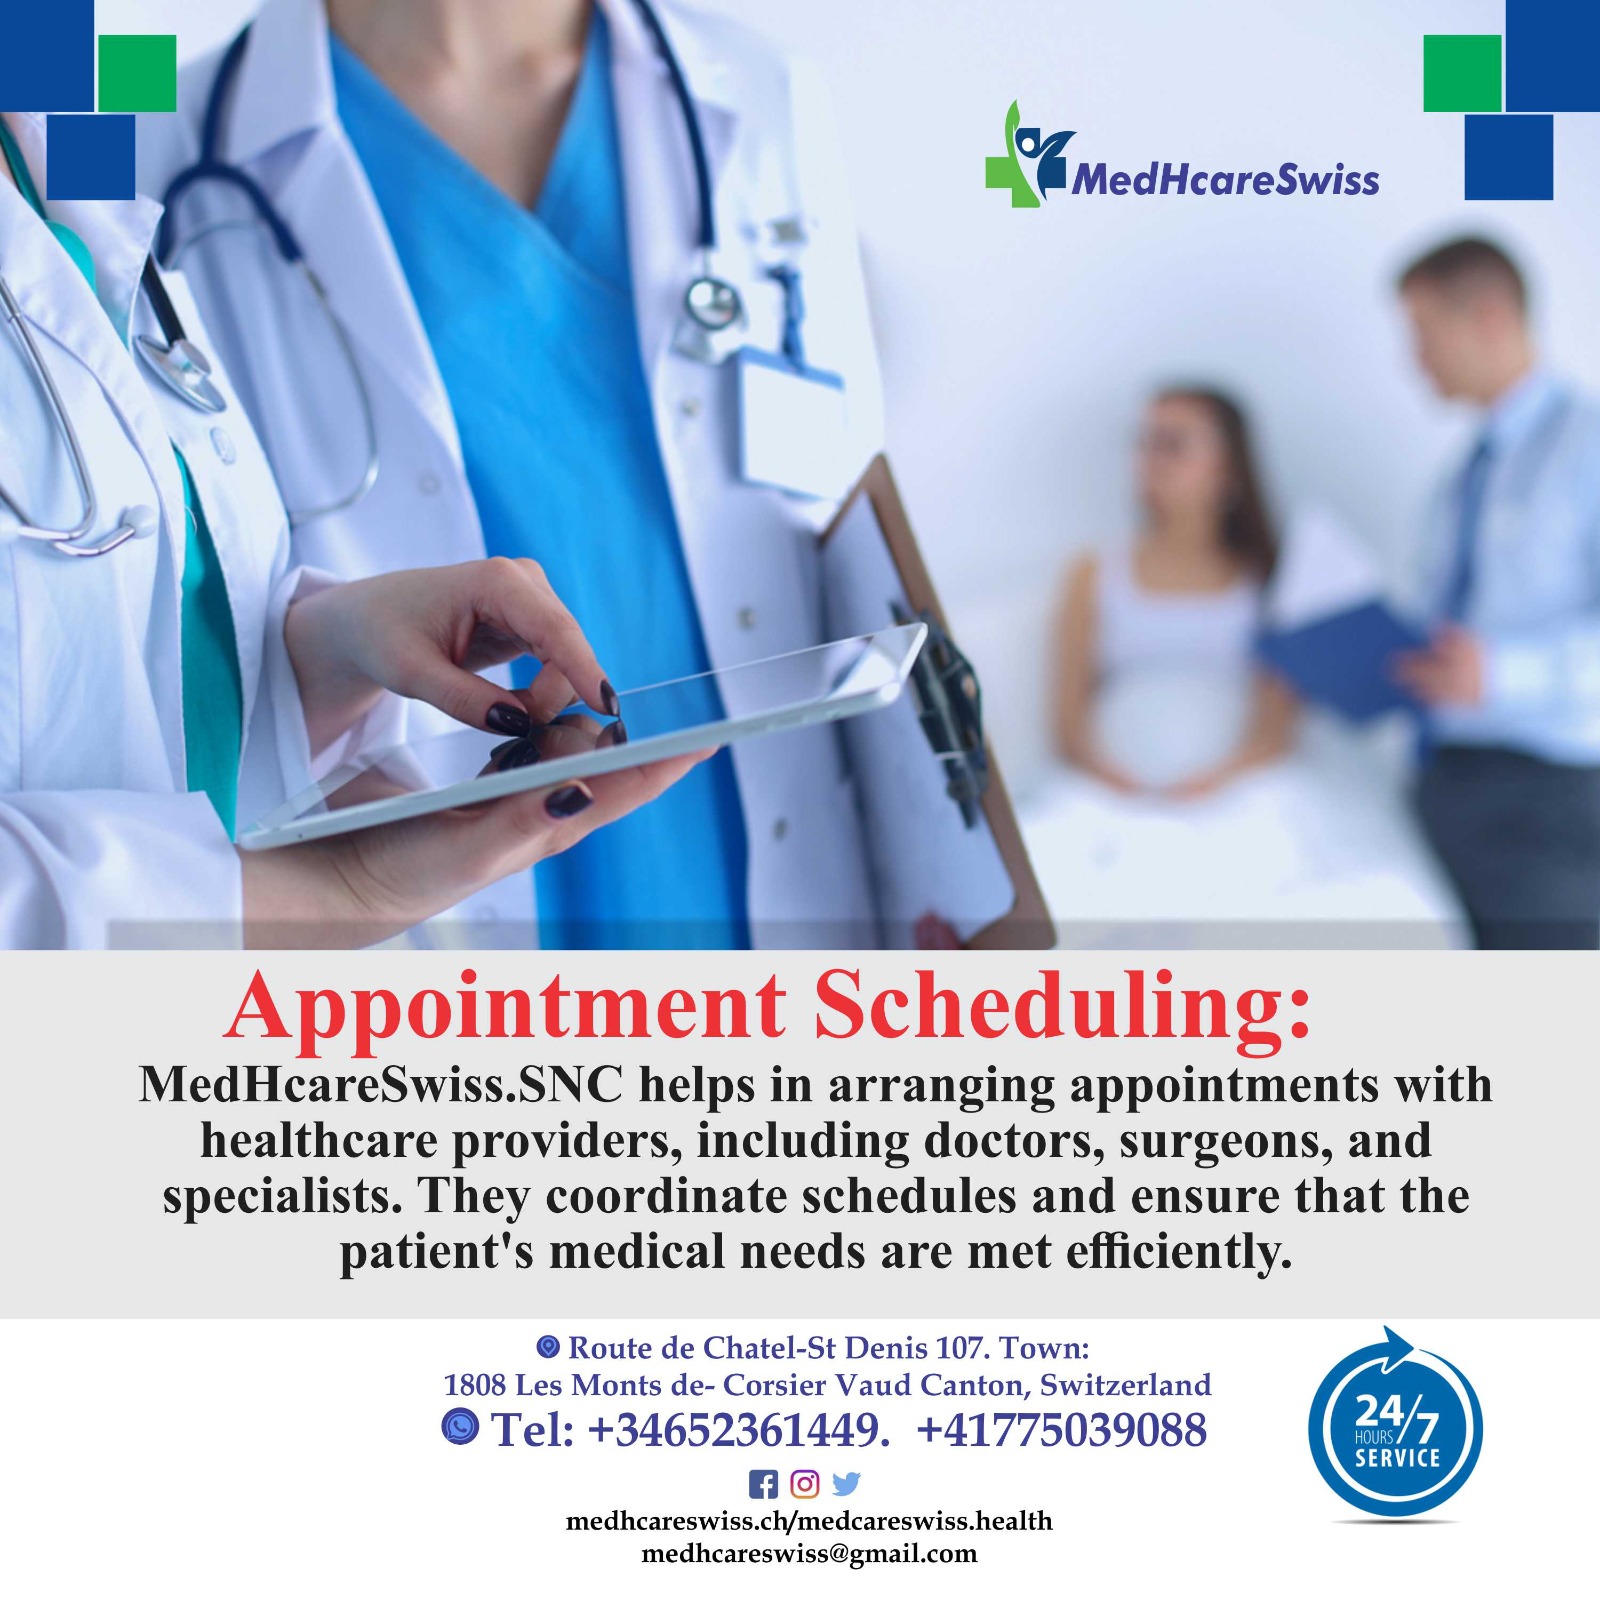 MedHcareSwiss
Appointment Scheduling:
MedHcareSwiss.SNC helps in arranging appointments with
healthcare providers, including doctors, surgeons, and
specialists. They coordinate schedules and ensure that the
patient's medical needs are met efficiently.
Route de Chatel-St Denis 107. Town:
1808 Les Monts de- Corsier Vaud Canton, Switzerland
Tel: +34652361449.  +41775039088
24/7
HOURS
SERVICE
medhcareswiss.ch/medcareswiss.health
medhcareswiss@gmail.com